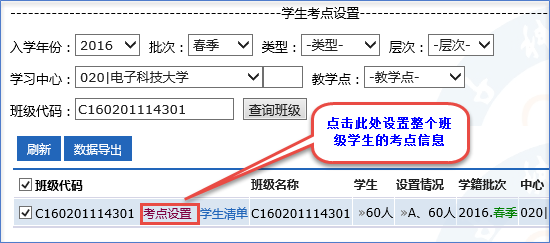 学生考点设置
入学年份： 2016 批次： 春季 类型： -类型- 层次： -层次-
学习中心： 020|电子科技大学 教学点： -教学点-
班级代码： C160201114301 查询班级
点击此处设置整个班
级学生的考点信息
刷新 数据导出
班级代码 班级名称 学生 设置情况 学籍批次 中心
C160201114301 考点设置 学生清单 C160201114301 »60人 »A、60人 2016.春季 020|